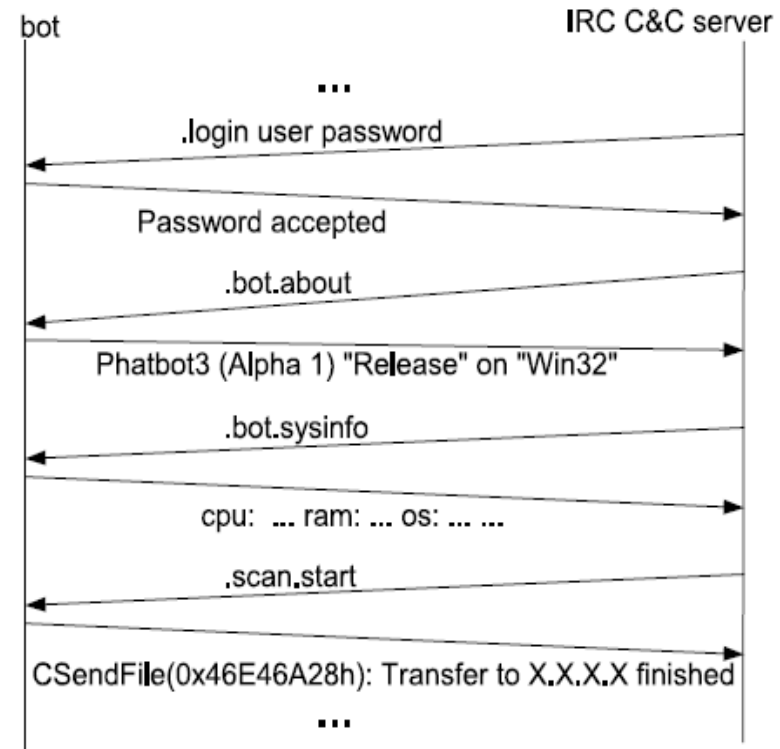 bot
IRC C&C server
...
.login user password
Password accepted
.bot.about
Phatbot3 (Alpha 1) "Release" on "Win32"
.bot.sysinfo
cpu: ... ram: ... os: ... ...
.scan.start
CSendFile(0x46E46A28h): Transfer to X.X.X.X finished
...